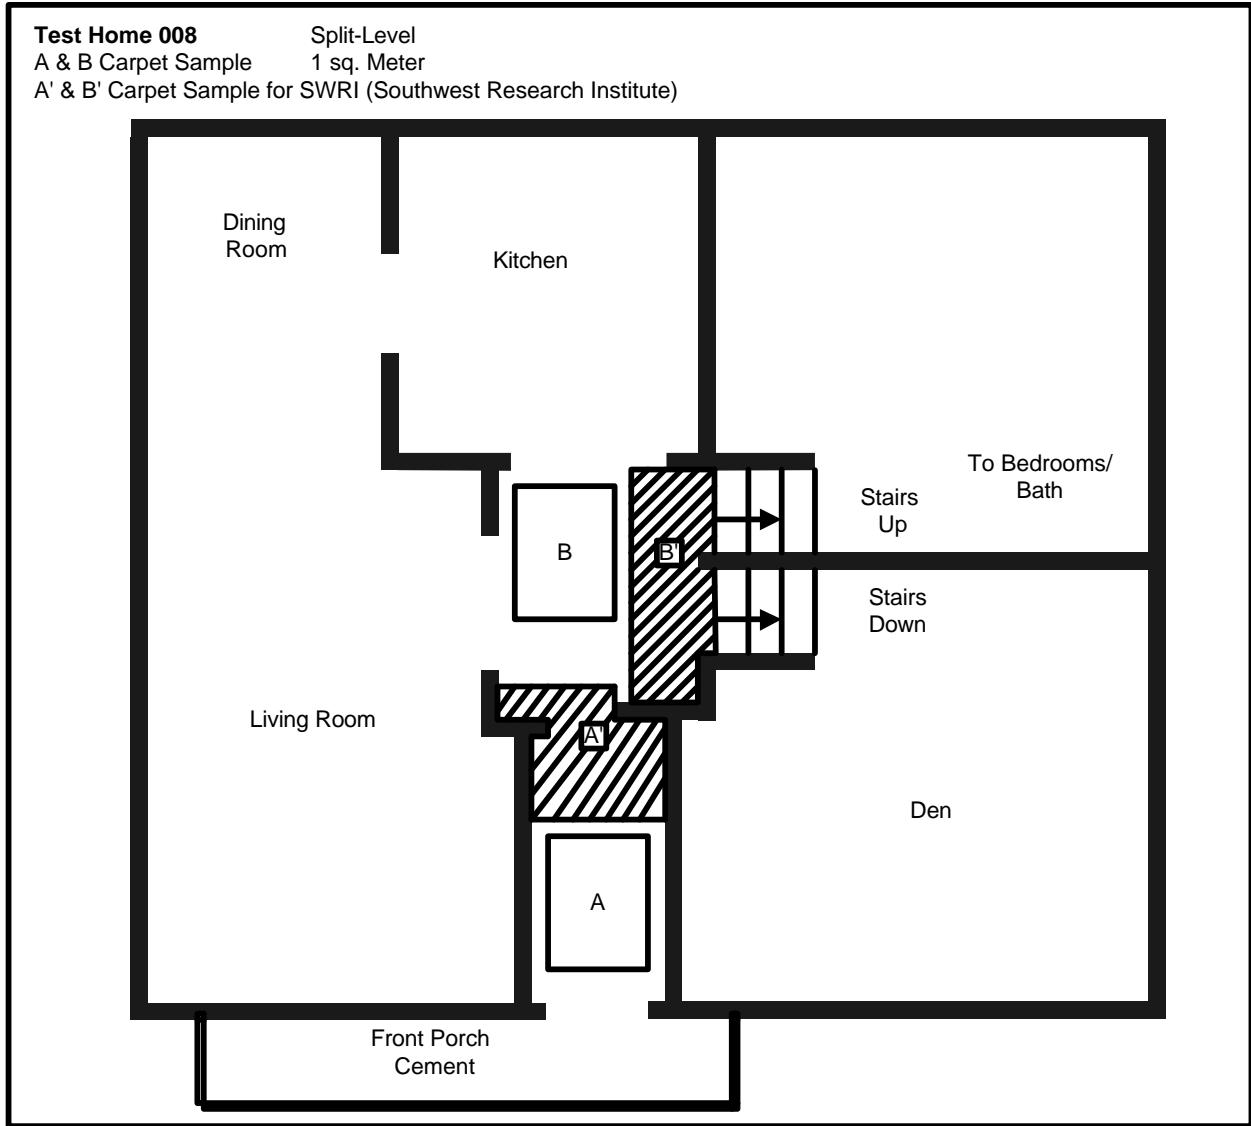 Test Home 008 Split-Level
A & B Carpet Sample 1 sq. Meter
A' & B' Carpet Sample for SWRI (Southwest Research Institute)
Dining
Room
Kitchen
To Bedrooms/
Bath
Stairs
Up
B
B'
Stairs
Down
Living Room
A'
Den
A
Front Porch
Cement